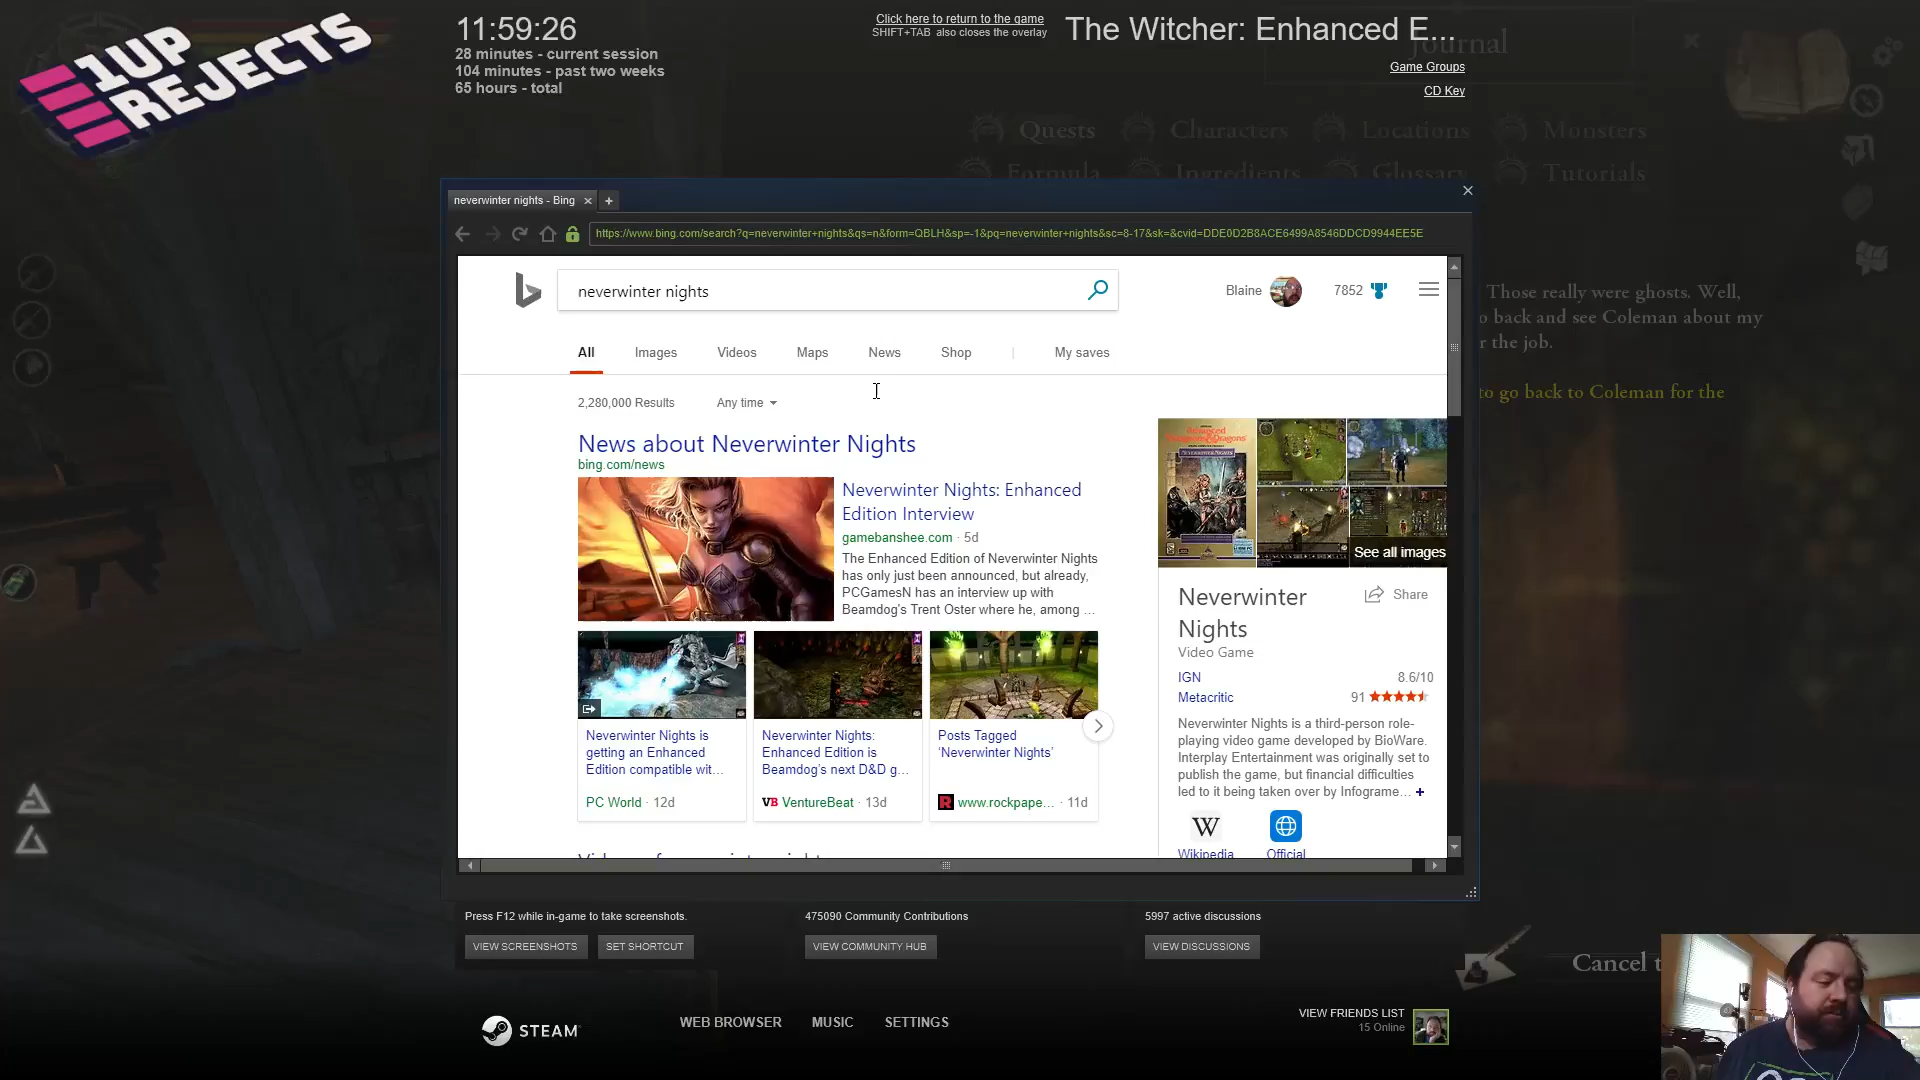 1UP REJECTS
11:59:26
28 minutes - current session
104 minutes - past two weeks
65 hours - total
Click here to return to the game
SHIFT+TAB also closes the overlay
The Witcher: Enhanced E...
Game Groups
CD Key
Journal
Quests Characters Locations Monsters
Formula Ingredients Glossary Tutorials
neverwinter nights - Bing
https://www.bing.com/search?q=neverwinter+nights&qs=n&form=QBLH&sp=-1&pq=neverwinter+nights&sc=8-17&sk=&cvid=DDE0D2B8ACE6499A8546DDCD9944EE5E
neverwinter nights
Blaine
7852
All Images Videos Maps News Shop | My saves
2,280,000 Results Any time
News about Neverwinter Nights
bing.com/news
Neverwinter Nights: Enhanced
Edition Interview
gamebanshee.com · 5d
The Enhanced Edition of Neverwinter Nights
has only just been announced, but already,
PCGamesN has an interview up with
Beamdog's Trent Oster where he, among ...
Neverwinter Nights is
getting an Enhanced
Edition compatible wit...
PC World · 12d
Neverwinter Nights:
Enhanced Edition is
Beamdog's next D&D g...
VB VentureBeat · 13d
Posts Tagged
'Neverwinter Nights'
www.rockpape... · 11d
See all images
Neverwinter
Nights
Share
Video Game
IGN 8.6/10
Metacritic 91
Neverwinter Nights is a third-person role-
playing video game developed by BioWare.
Interplay Entertainment was originally set to
publish the game, but financial difficulties
led to it being taken over by Infograme... +
W
Wikipedia Official
Those really were ghosts. Well,
back and see Coleman about my
the job.
to go back to Coleman for the
Press F12 while in-game to take screenshots.
VIEW SCREENSHOTS SET SHORTCUT
475090 Community Contributions
VIEW COMMUNITY HUB
5997 active discussions
VIEW DISCUSSIONS
Cancel
STEAM
WEB BROWSER MUSIC SETTINGS
VIEW FRIENDS LIST
15 Online